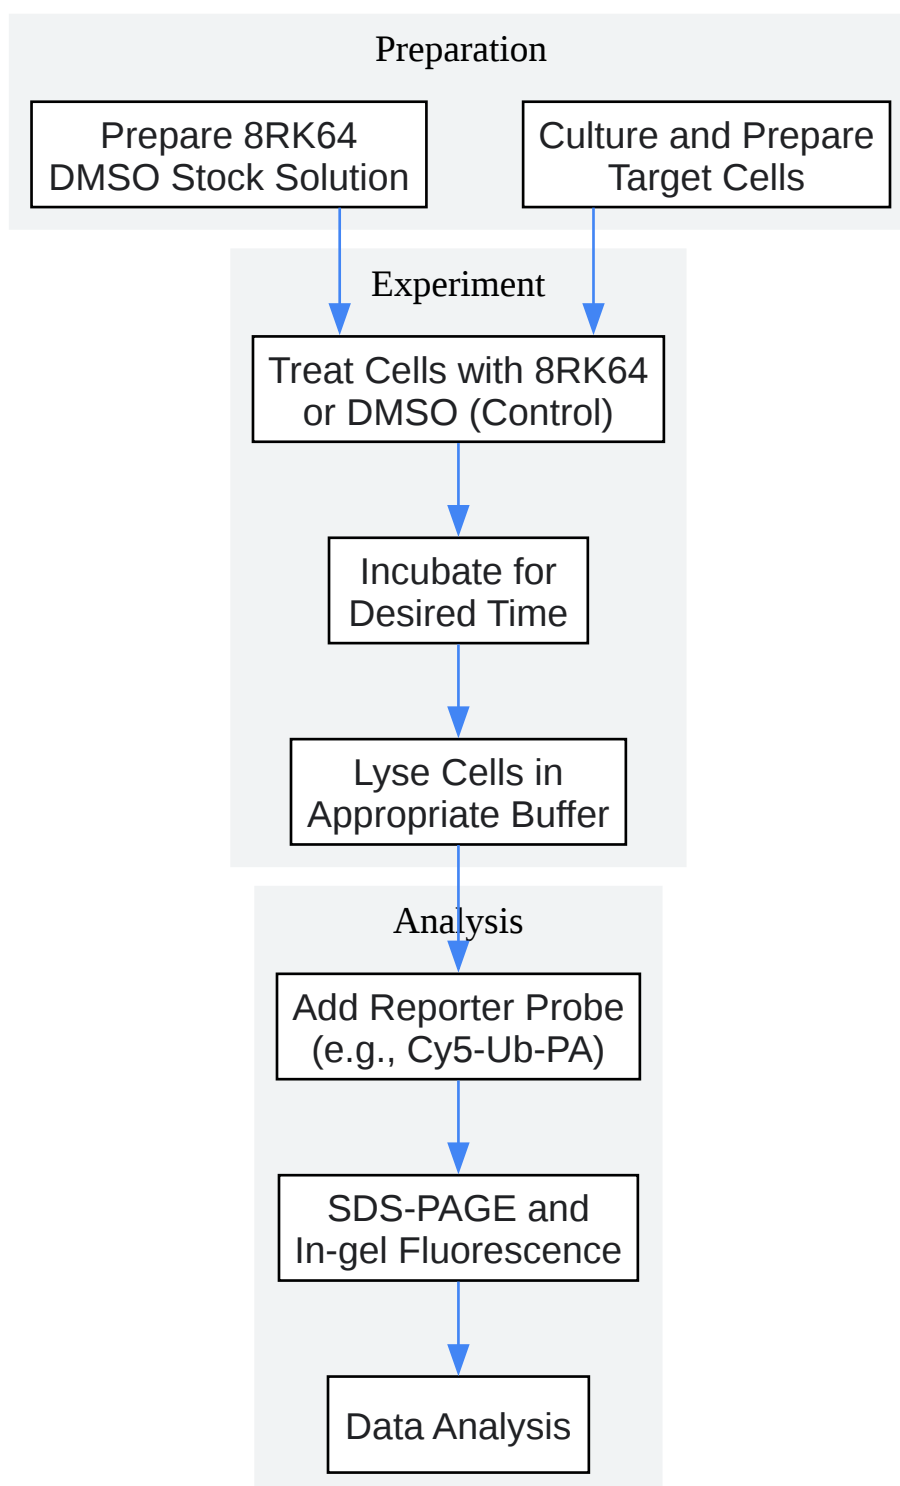 Preparation
Prepare 8RK64
DMSO Stock Solution
Culture and Prepare
Target Cells
Experiment
Treat Cells with 8RK64
or DMSO (Control)
Incubate for
Desired Time
Lyse Cells in
Appropriate Buffer
Analysis
Add Reporter Probe
(e.g., Cy5-Ub-PA)
SDS-PAGE and
In-gel Fluorescence
Data Analysis